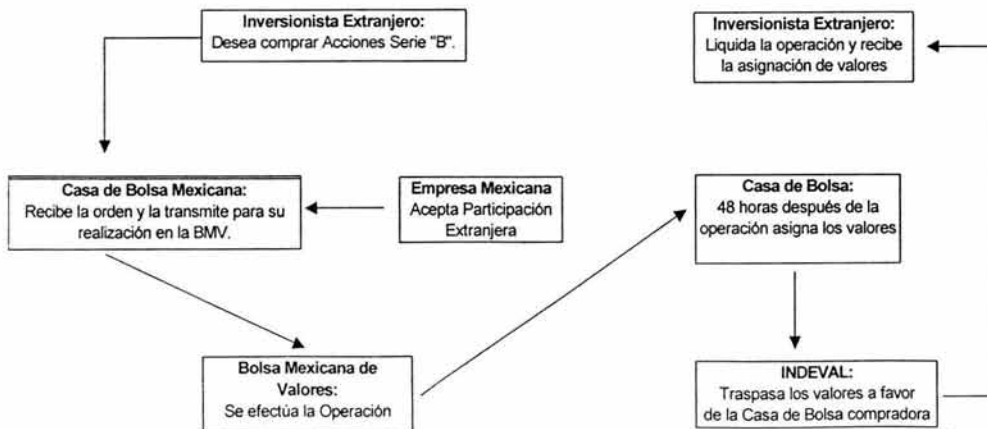 Inversionista Extranjero:
Desea comprar Acciones Serie "B".
Inversionista Extranjero:
Liquida la operación y recibe
la asignación de valores
Casa de Bolsa Mexicana:
Recibe la orden y la transmite para su
realización en la BMV.
Empresa Mexicana
Acepta Participación
Extranjera
Casa de Bolsa:
48 horas después de la
operación asigna los valores
Bolsa Mexicana de
Valores:
Se efectúa la Operación
INDEVAL:
Traspasa los valores a favor
de la Casa de Bolsa compradora